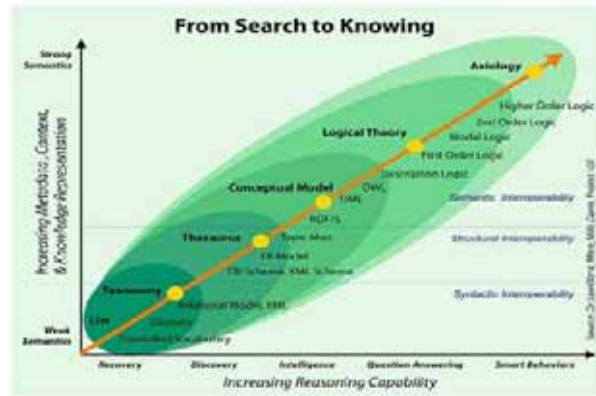 From Search to Knowing
Strong
Semantics
Axiology
Higher Order Logic
2nd Order Logic
Logical Theory
Modal Logic
First Order Logic
Description Logic
Conceptual Model
OWL
UML
Semantic Interoperability
RDF/S
Thesaurus
Topic Map
Structural Interoperability
ER Model
Schema, XML Schema
Taxonomy
Syntactic Interoperability
Relational Model, XML
List
Glossary
Controlled Vocabulary
Weak
Semantics
Increasing Metadata, Context,
& Knowledge Representation
Recovery
Discovery
Intelligence
Question Answering
Smart Behaviors
Increasing Reasoning Capability